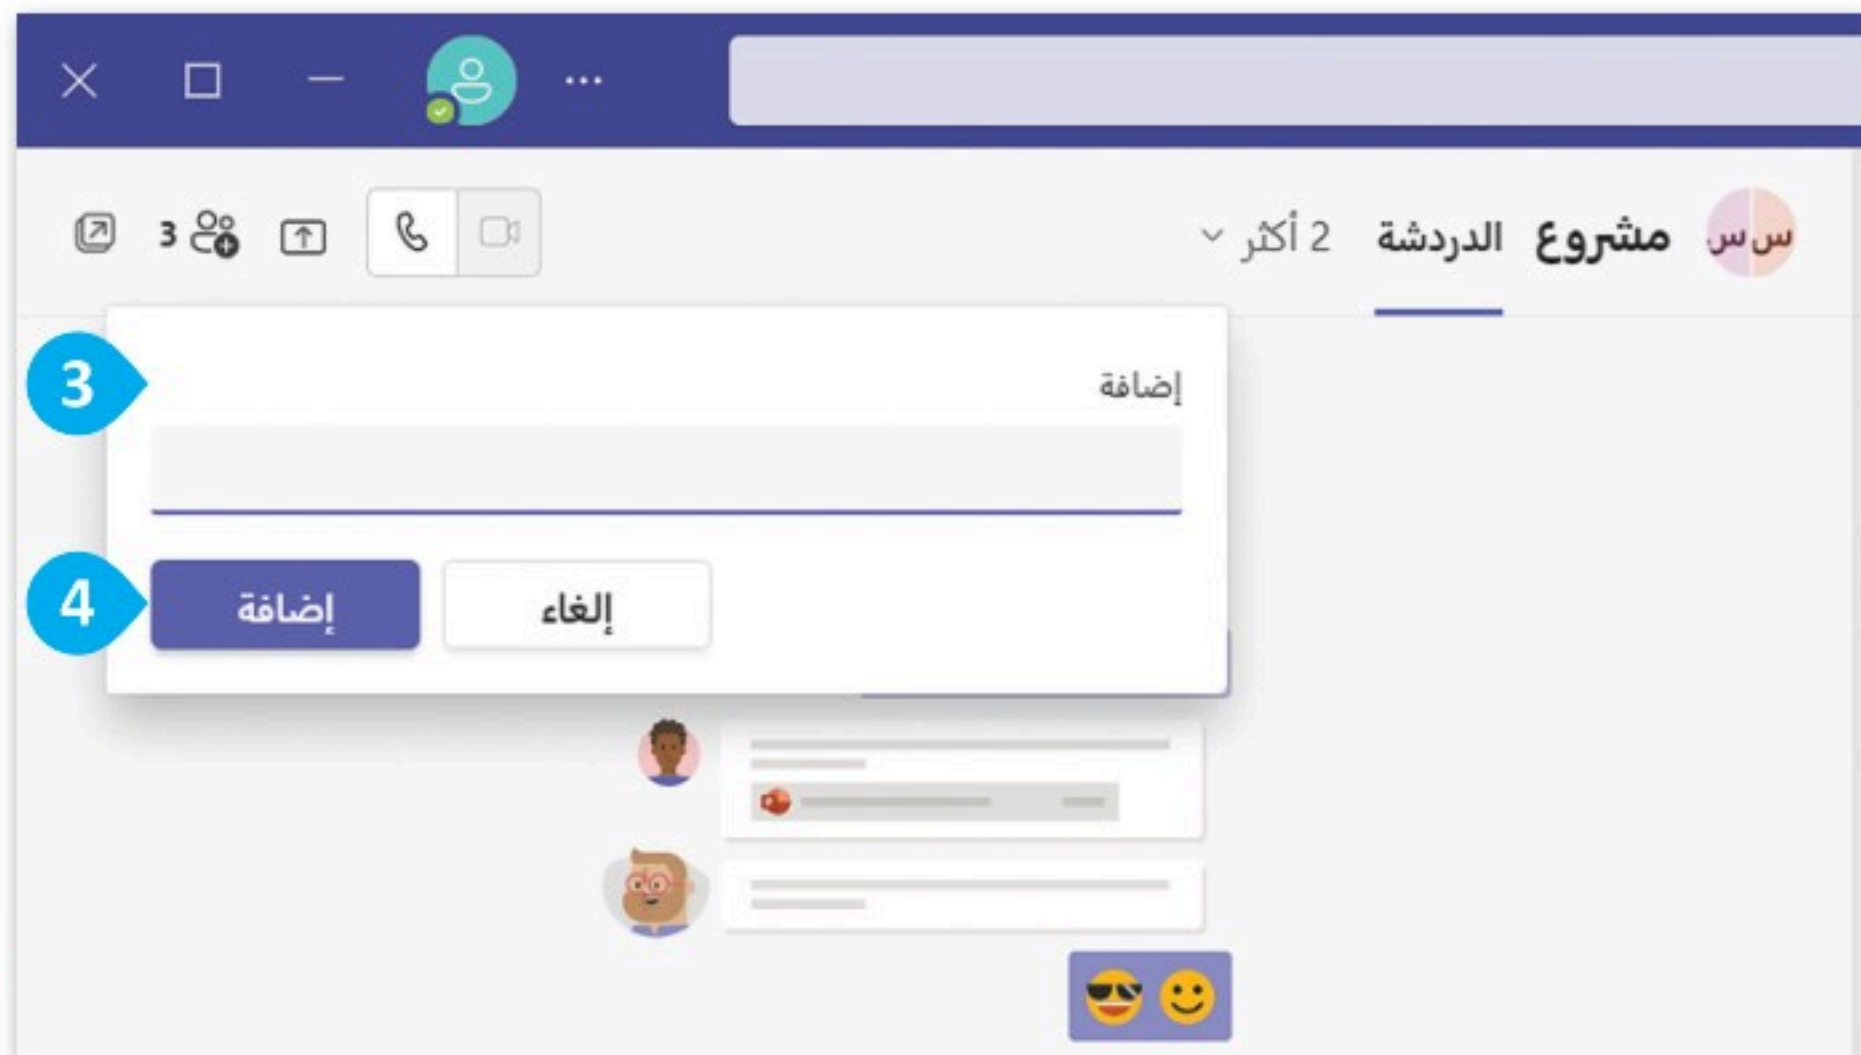 س س مشروع الدردشة 2 أكثر 3
إضافة
3
إلغاء إضافة
4